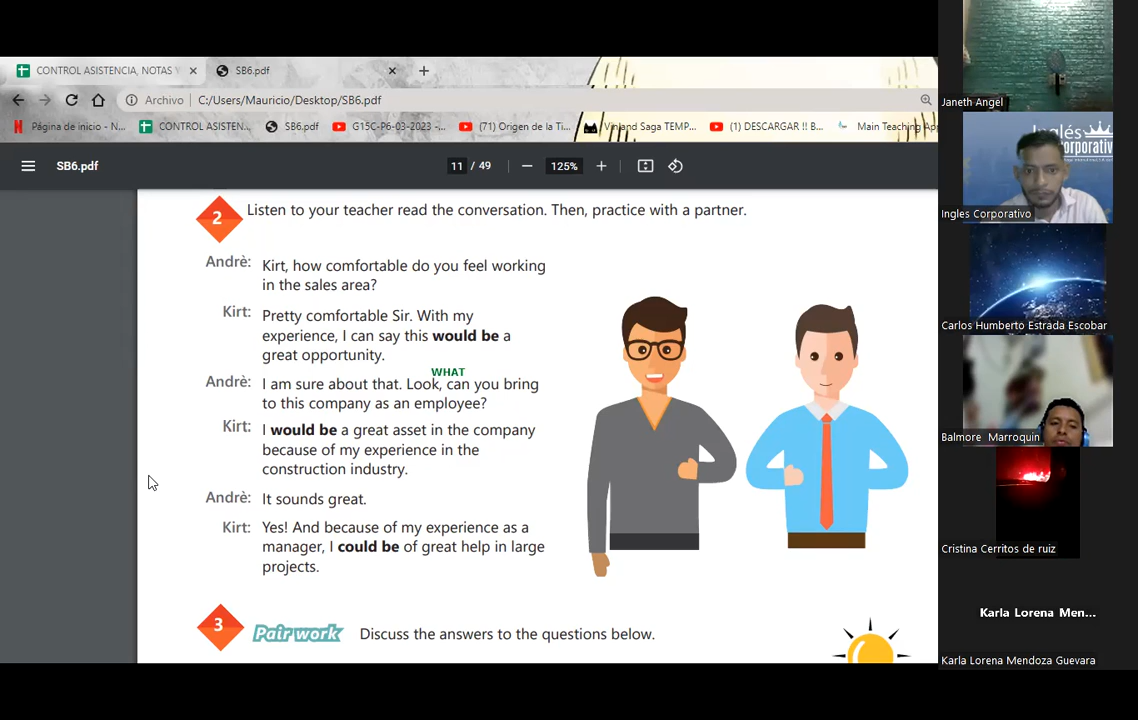 CONTROL ASISTENCIA, NOTAS Y
SB6.pdf
Archivo C:/Users/Mauricio/Desktop/SB6.pdf
Página de inicio - N...
CONTROL ASISTEN...
SB6.pdf
G15C-P6-03-2023 -...
(71) Origen de la Ti...
Vinland Saga TEMP...
(1) DESCARGAR !! B...
Main Teaching Ap
SB6.pdf
11 / 49
125%
2 Listen to your teacher read the conversation. Then, practice with a partner.
Andrè: Kirt, how comfortable do you feel working
in the sales area?
Kirt: Pretty comfortable Sir. With my
experience, I can say this would be a
great opportunity.
WHAT
Andrè: I am sure about that. Look, can you bring
to this company as an employee?
Kirt: I would be a great asset in the company
because of my experience in the
construction industry.
Andrè: It sounds great.
Kirt: Yes! And because of my experience as a
manager, I could be of great help in large
projects.
3 Pair work Discuss the answers to the questions below.
Janeth Angel
Inglés
orporativ
Ingles Corporativo
Carlos Humberto Estrada Escobar
Balmore Marroquin
Cristina Cerritos de ruiz
Karla Lorena Men...
Karla Lorena Mendoza Guevara